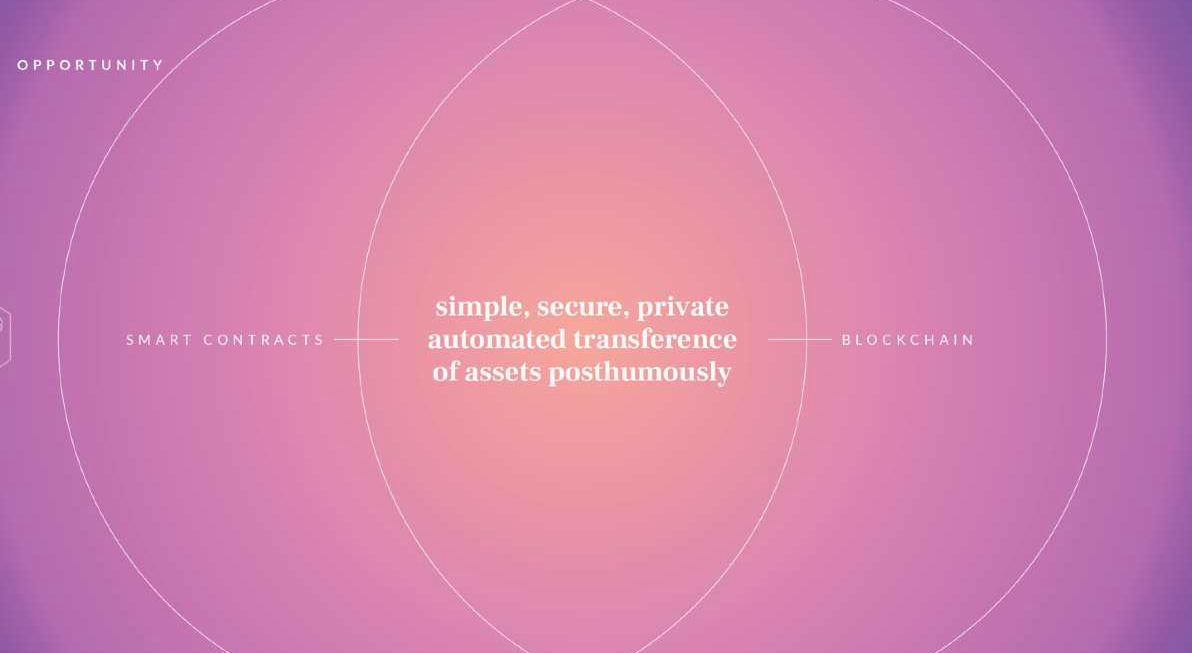 OPPORTUNITY
SMART CONTRACTS
simple, secure, private
automated transference
of assets posthumously
BLOCKCHAIN